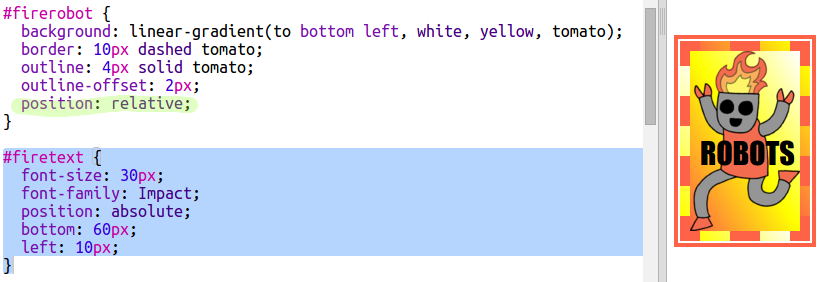 #firerobot {
background: linear-gradient(to bottom left, white, yellow, tomato);
border: 10px dashed tomato;
outline: 4px solid tomato;
outline-offset: 2px;
position: relative;
}
#firetext {
font-size: 30px;
font-family: Impact;
position: absolute;
bottom: 60px;
left: 10px;
}
ROBOTS